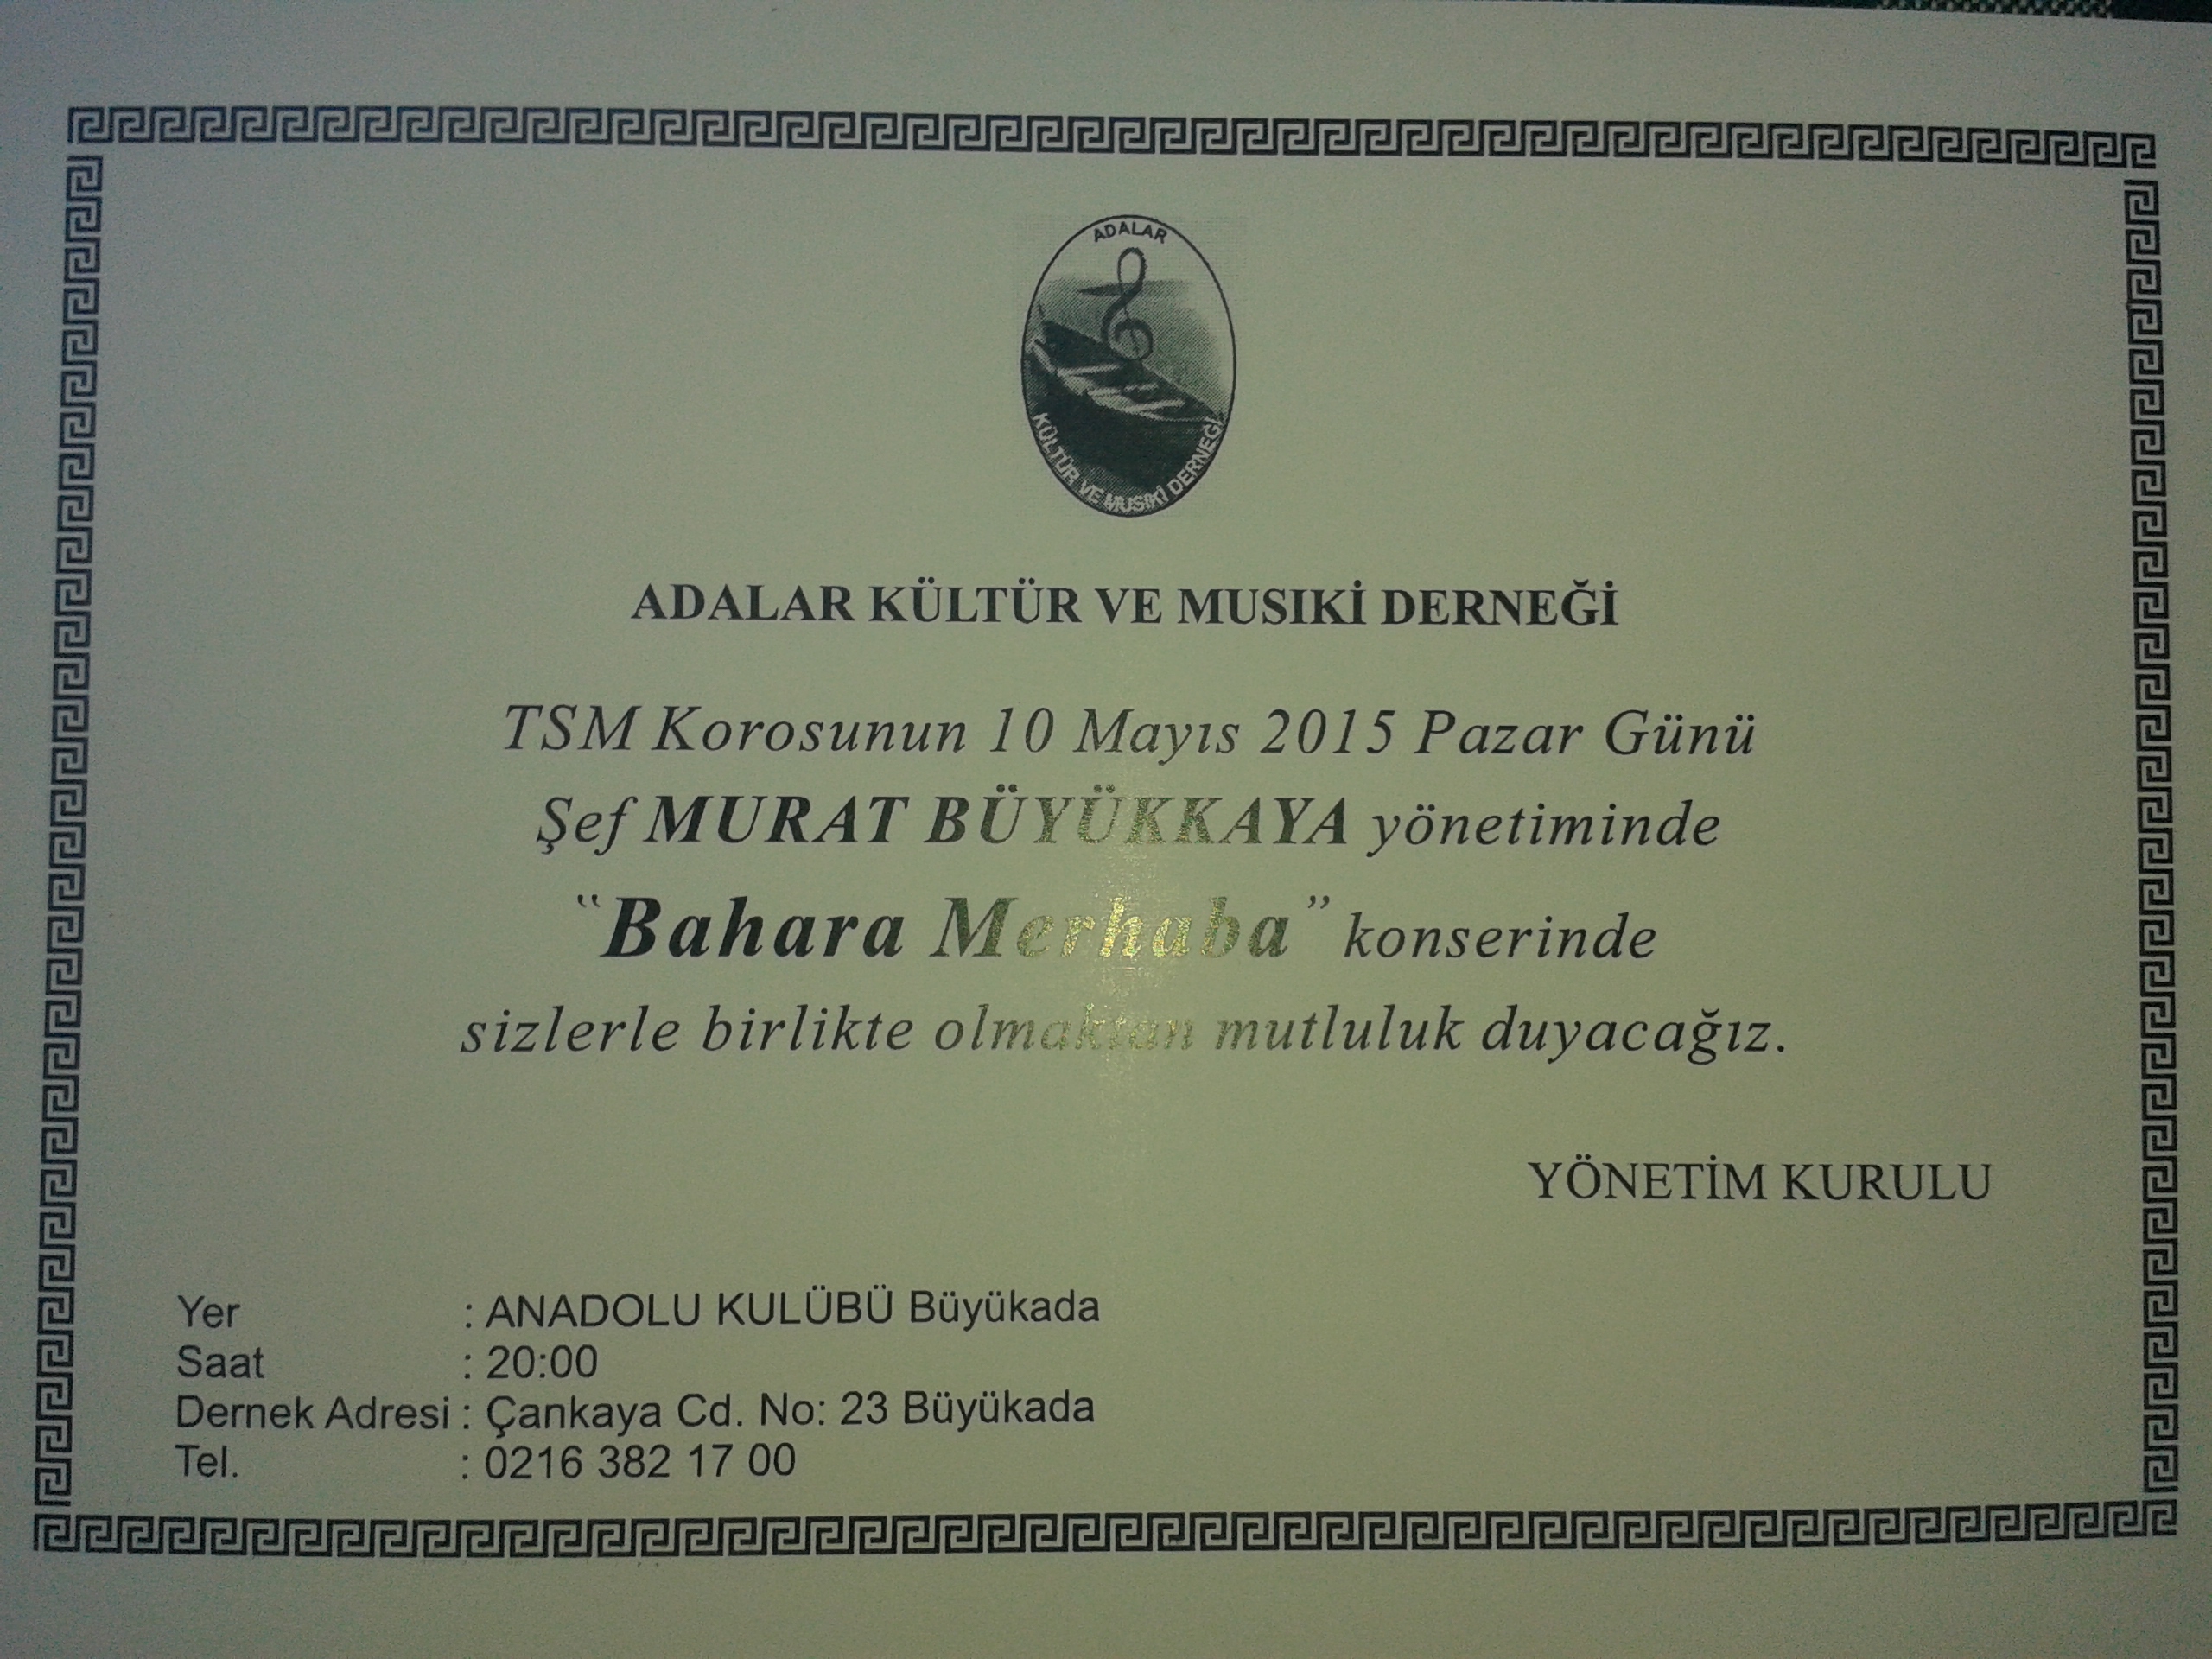 ADALAR
KÜLTÜR VE MUSIKİ DERNEĞİ
ADALAR KÜLTÜR VE MUSIKİ DERNEĞİ
TSM Korosunun 10 Mayıs 2015 Pazar Günü
Şef MURAT BÜYÜKKAYA yönetiminde
“Bahara Merhaba” konserinde
sizlerle birlikte olmaktan mutluluk duyacağız.
YÖNETİM KURULU
Yer : ANADOLU KULÜBÜ Büyükada
Saat : 20:00
Dernek Adresi : Çankaya Cd. No: 23 Büyükada
Tel. : 0216 382 17 00